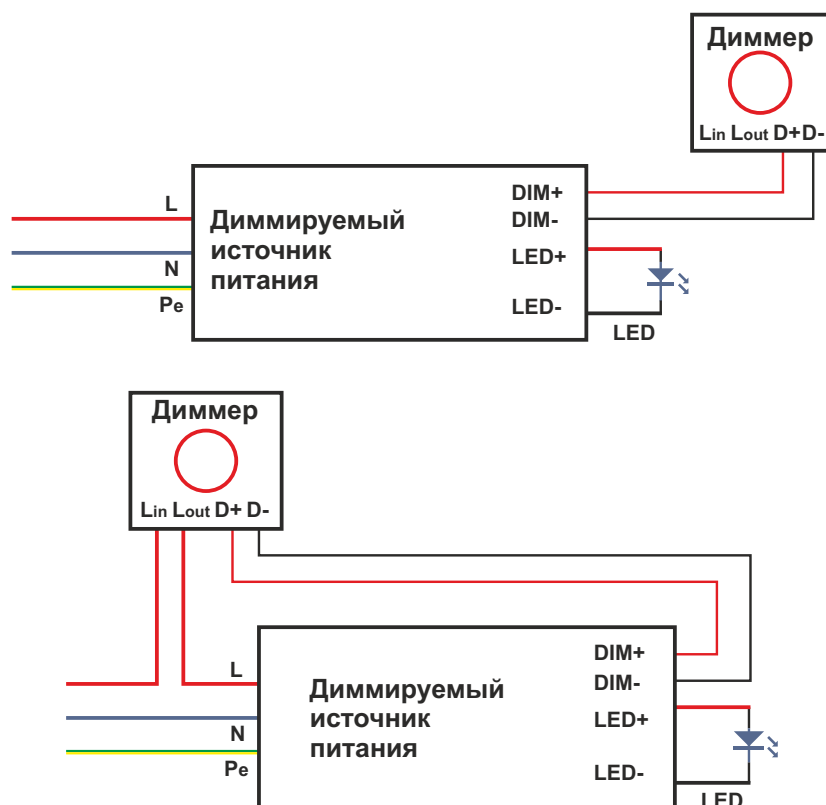 Диммер
Lin Lout D+D-
L
N
Pe
Диммируемый
источник
питания
DIM+
DIM-
LED+
LED-
LED
Диммер
Lin Lout D+ D-
L
N
Pe
Диммируемый
источник
питания
DIM+
DIM-
LED+
LED-
LED